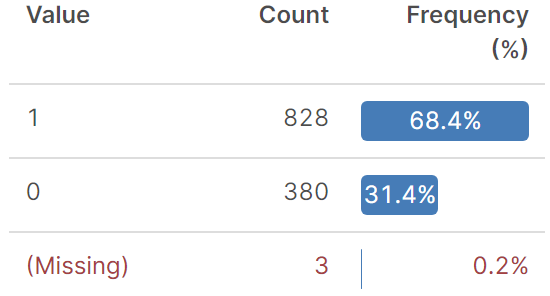 Value Count Frequency
(%)
1 828 68.4%
0 380 31.4%
(Missing) 3 0.2%